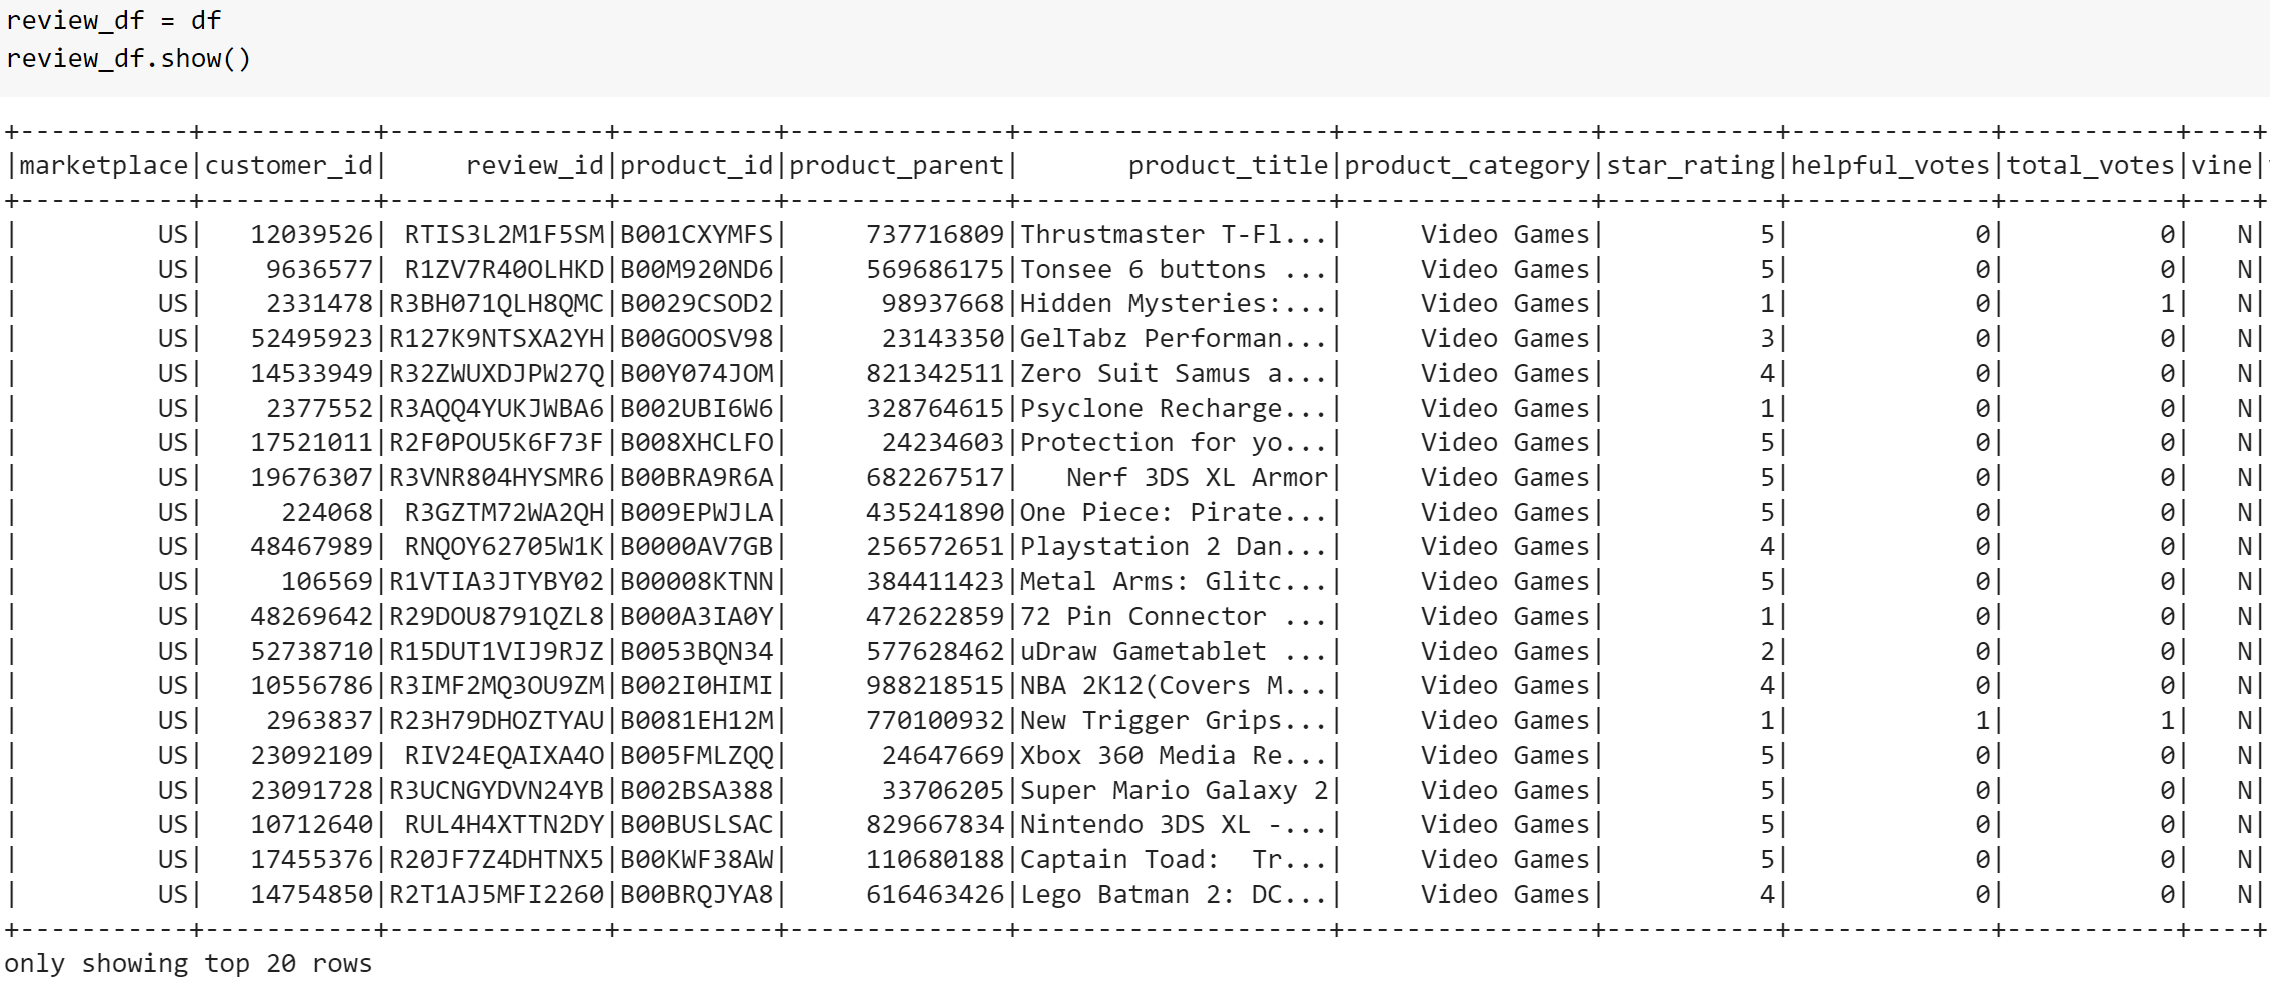 review_df = df
review_df.show()
+-----------+-----------+--------------+----------+--------------+--------------------+----------------+-----------+-------------+-----------+----+
|marketplace|customer_id|     review_id|product_id|product_parent|       product_title|product_category|star_rating|helpful_votes|total_votes|vine|
+-----------+-----------+--------------+----------+--------------+--------------------+----------------+-----------+-------------+-----------+----+
|         US|   12039526| RTIS3L2M1F5SM|B001CXYMFS|     737716809|Thrustmaster T-Fl...|     Video Games|          5|            0|          0|   N|
|         US|    9636577| R1ZV7R40OLHKD|B00M920ND6|     569686175|Tonsee 6 buttons ...|     Video Games|          5|            0|          0|   N|
|         US|    2331478|R3BH071QLH8QMC|B0029CSOD2|      98937668|Hidden Mysteries:...|     Video Games|          1|            0|          1|   N|
|         US|   52495923|R127K9NTSXA2YH|B00GOOSV98|      23143350|GelTabz Performan...|     Video Games|          3|            0|          0|   N|
|         US|   14533949|R32ZWUXDJPW27Q|B00Y074JOM|     821342511|Zero Suit Samus a...|     Video Games|          4|            0|          0|   N|
|         US|    2377552|R3AQQ4YUKJWBA6|B002UBI6W6|     328764615|Psyclone Recharge...|     Video Games|          1|            0|          0|   N|
|         US|   17521011|R2F0POU5K6F73F|B008XHCLFO|      24234603|Protection for yo...|     Video Games|          5|            0|          0|   N|
|         US|   19676307|R3VNR804HYSMR6|B00BRA9R6A|     682267517|   Nerf 3DS XL Armor|     Video Games|          5|            0|          0|   N|
|         US|     224068| R3GZTM72WA2QH|B009EPWJLA|     435241890|One Piece: Pirate...|     Video Games|          5|            0|          0|   N|
|         US|   48467989| RNQOY62705W1K|B0000AV7GB|     256572651|Playstation 2 Dan...|     Video Games|          4|            0|          0|   N|
|         US|     106569|R1VTIA3JTYBY02|B00008KTNN|     384411423|Metal Arms: Glitc...|     Video Games|          5|            0|          0|   N|
|         US|   48269642|R29DOU8791QZL8|B000A3IA0Y|     472622859|72 Pin Connector ...|     Video Games|          1|            0|          0|   N|
|         US|   52738710|R15DUT1VIJ9RJZ|B0053BQN34|     577628462|uDraw Gametablet ...|     Video Games|          2|            0|          0|   N|
|         US|   10556786|R3IMF2MQ3OU9ZM|B002I0HIMI|     988218515|NBA 2K12(Covers M...|     Video Games|          4|            0|          0|   N|
|         US|    2963837|R23H79DHOZTYAU|B0081EH12M|     770100932|New Trigger Grips...|     Video Games|          1|            1|          1|   N|
|         US|   23092109| RIV24EQAIXA4O|B005FMLZQQ|      24647669|Xbox 360 Media Re...|     Video Games|          5|            0|          0|   N|
|         US|   23091728|R3UCNGYDVN24YB|B002BSA388|      33706205|Super Mario Galaxy 2|     Video Games|          5|            0|          0|   N|
|         US|   10712640| RUL4H4XTTN2DY|B00BUSLSAC|     829667834|Nintendo 3DS XL -...|     Video Games|          5|            0|          0|   N|
|         US|   17455376|R20JF7Z4DHTNX5|B00KWF38AW|     110680188|Captain Toad:  Tr...|     Video Games|          5|            0|          0|   N|
|         US|   14754850|R2T1AJ5MFI2260|B00BRQJYA8|     616463426|Lego Batman 2: DC...|     Video Games|          4|            0|          0|   N|
+-----------+-----------+--------------+----------+--------------+--------------------+----------------+-----------+-------------+-----------+----+
only showing top 20 rows